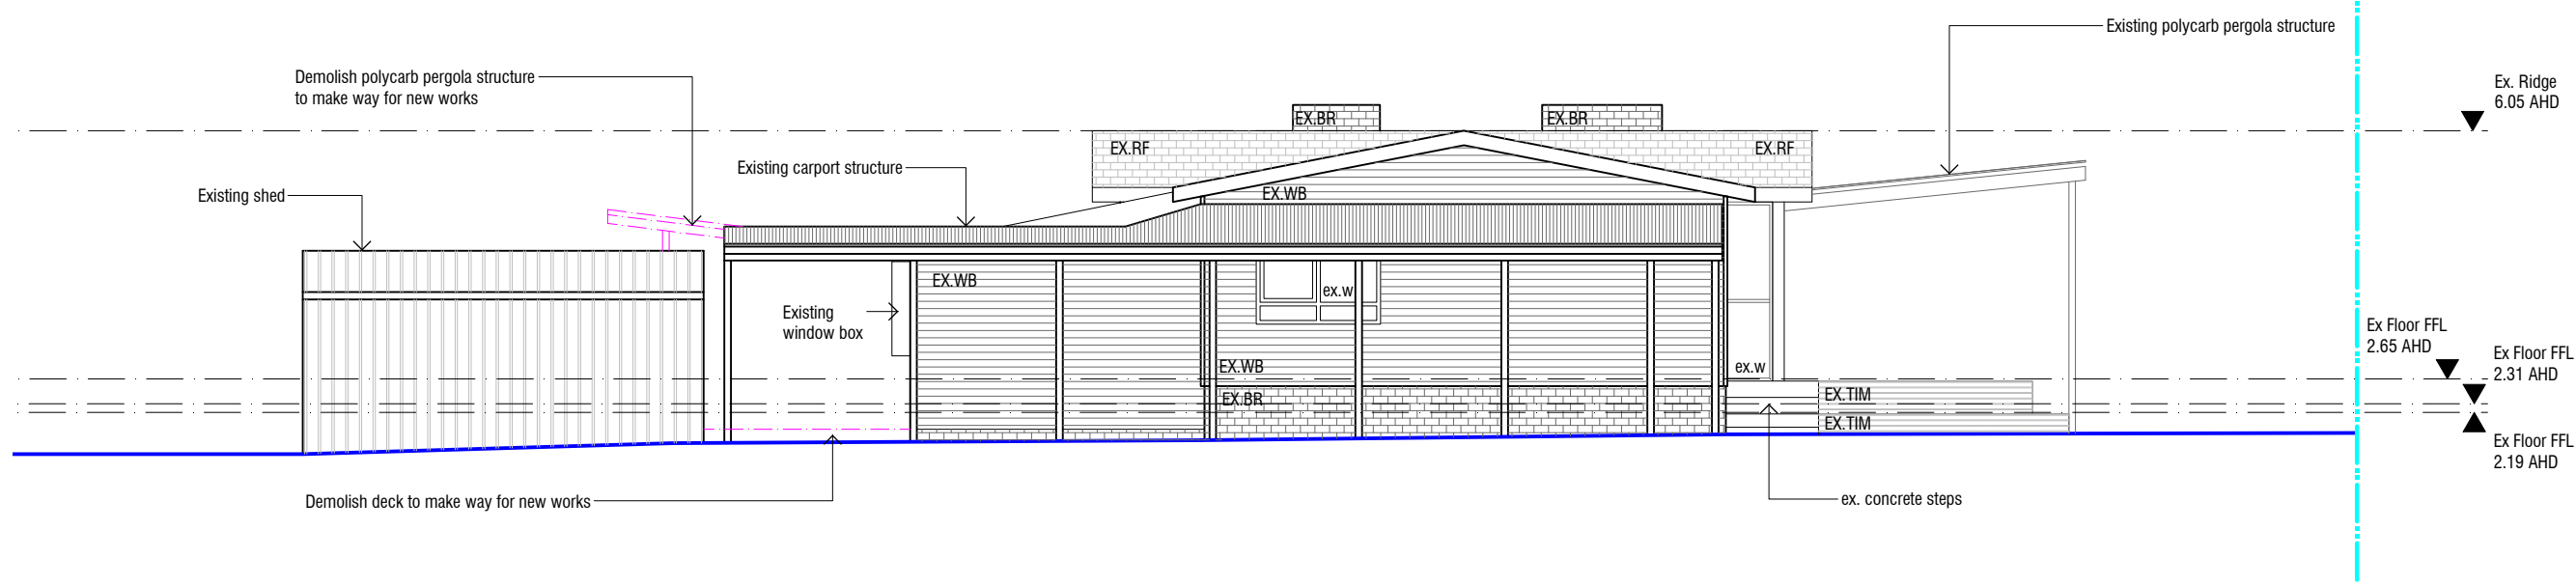 Existing polycarb pergola structure
Demolish polycarb pergola structure
to make way for new works
Ex. Ridge
6.05 AHD
EX.BR
EX.BR
EX.RF
EX.RF
Existing carport structure
Existing shed
EX.WB
EX.WB
ex.w
Existing
window box
Ex Floor FFL
2.65 AHD
Ex Floor FFL
2.31 AHD
EX.WB
ex.w
EX.BR
EX.TIM
EX.TIM
Ex Floor FFL
2.19 AHD
Demolish deck to make way for new works
ex. concrete steps